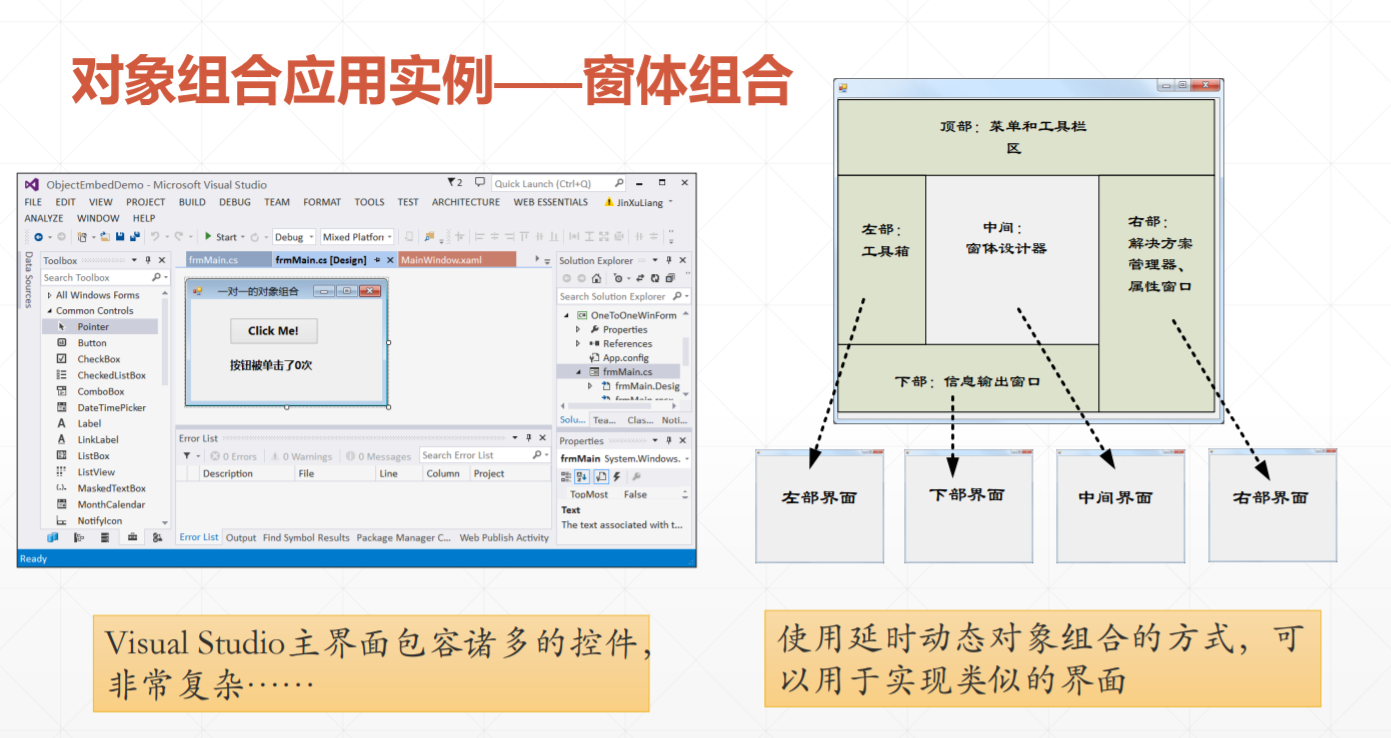 对象组合应用实例——窗体组合
ObjectEmbedDemo - Microsoft Visual Studio
2
Quick Launch (Ctrl+Q)
FILE EDIT VIEW PROJECT BUILD DEBUG TEAM FORMAT TOOLS TEST ARCHITECTURE WEB ESSENTIALS JinXuLiang
ANALYZE WINDOW HELP
Start Debug Mixed Platforn
Data Sources
Toolbox
Search Toolbox
All Windows Forms
Common Controls
Pointer
Button
CheckBox
CheckedListBox
ComboBox
DateTimePicker
Label
LinkLabel
ListBox
ListView
MaskedTextBox
MonthCalendar
NotifyIcon
frmMain.cs frmMain.cs [Design] MainWindow.xaml
一对一的对象组合
Click Me!
按钮被单击了0次
Error List
0 Errors 0 Warnings 0 Messages Search Error List
Description File Line Column Project
Error List Output Find Symbol Results Package Manager C... Web Publish Activity
Solution Explorer
Search Solution Explorer
OneToOneWinForm
Properties
References
App.config
frmMain.cs
frmMain.Desig
frmMain.resx
Solu... Tea... Clas... Noti...
Properties
frmMain System.Windows.
TopMost False
Text
The text associated with t...
Ready
顶部：菜单和工具栏
区
左部：
工具箱
中间：
窗体设计器
右部：
解决方案
管理器、
属性窗口
下部：信息输出窗口
左部界面
下部界面
中间界面
右部界面
Visual Studio主界面包容诸多的控件，
非常复杂……
使用延时动态对象组合的方式，可
以用于实现类似的界面